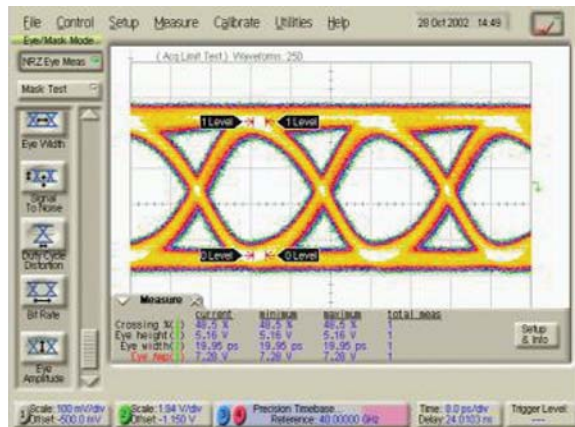 File Control Setup Measure Calibrate Utilities Help 28 Oct 2002 14:49
Eye/Mask Mode
NRZ Eye Meas
(Acq Limit Test) Waveforms: 250
Mask Test
1 Level 1 Level
Eye Width
Signal
To Noise
Duty Cycle
Distortion
0 Level 0 Level
Bit Rate
Measure
current minimum maximum total meas
Crossing %( ) 48.5 % 48.5 % 48.5 % 1
Eye height( ) 5.16 V 5.16 V 5.16 V 1
Eye width( ) 19.95 ps 19.95 ps 19.95 ps 1
Eye Amp( ) 7.28 V 7.28 V 7.28 V 1
Setup
& Info
Eye
Amplitude
1 Scale: 100 mV/div 2 Scale: 1.84 V/div 3 4 Precision Timebase... Time: 8.0 ps/div Trigger Level:
Offset: -500.0 mV Offset: -1.150 V Reference: 40.00000 GHz Delay: 24.0103 ns ---